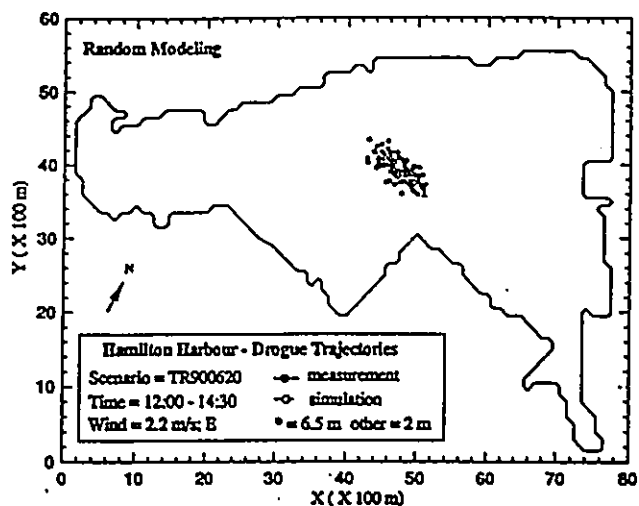 Random Modeling
60
50
40
30
20
10
0
Y ( X 100 m)
N
Hamilton Harbour - Drogue Trajectories
Scenario = TR900620
measurement
Time = 12:00 - 14:30
simulation
Wind = 2.2 m/s; E
* = 6.5 m other = 2 m
0 10 20 30 40 50 60 70 80
X ( X 100 m)